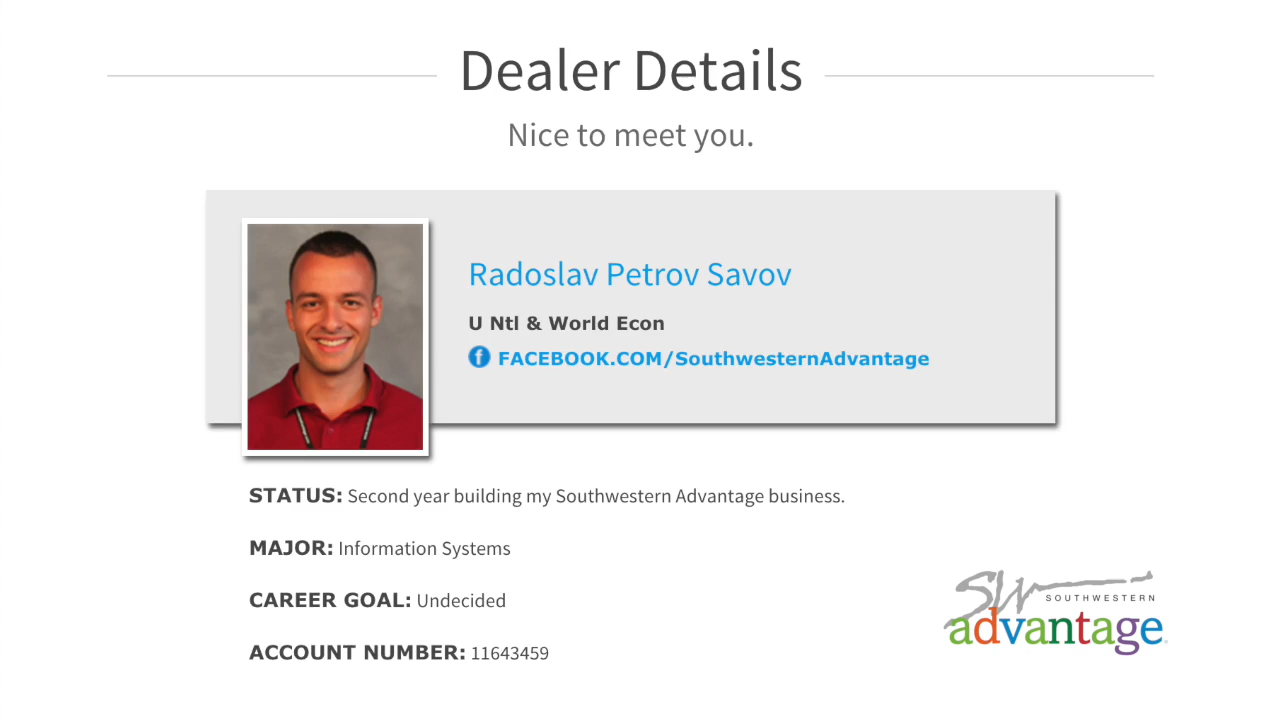 Dealer Details
Nice to meet you.
Radoslav Petrov Savov
U Ntl & World Econ
f FACEBOOK.COM/SouthwesternAdvantage
STATUS: Second year building my Southwestern Advantage business.
MAJOR: Information Systems
CAREER GOAL: Undecided
ACCOUNT NUMBER: 11643459
SW
SOUTHWESTERN
advantage